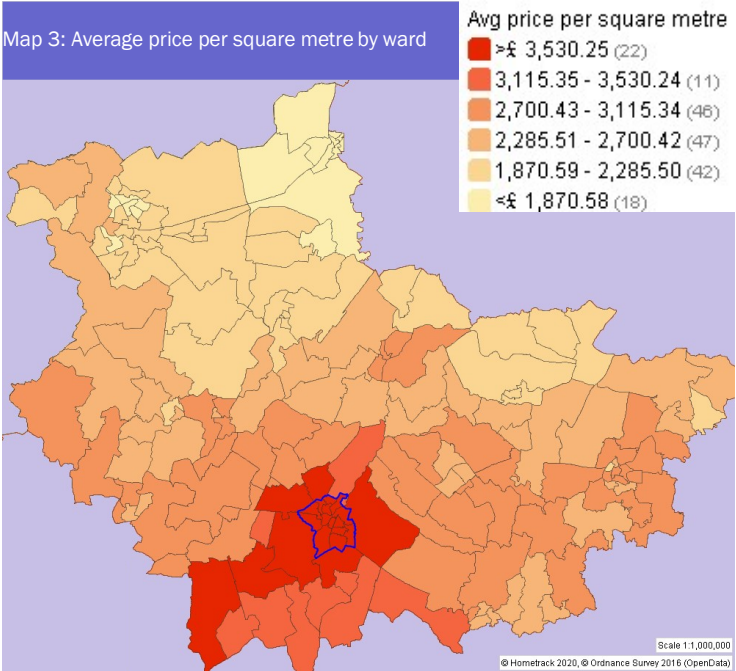 Map 3: Average price per square metre by ward
Avg price per square metre
>£ 3,530.25 (22)
3,115.35 - 3,530.24 (11)
2,700.43 - 3,115.34 (46)
2,285.51 - 2,700.42 (47)
1,870.59 - 2,285.50 (42)
<£ 1,870.58 (18)
Scale 1:1,000,000
© Hometrack 2020, © Ordnance Survey 2016 (OpenData)